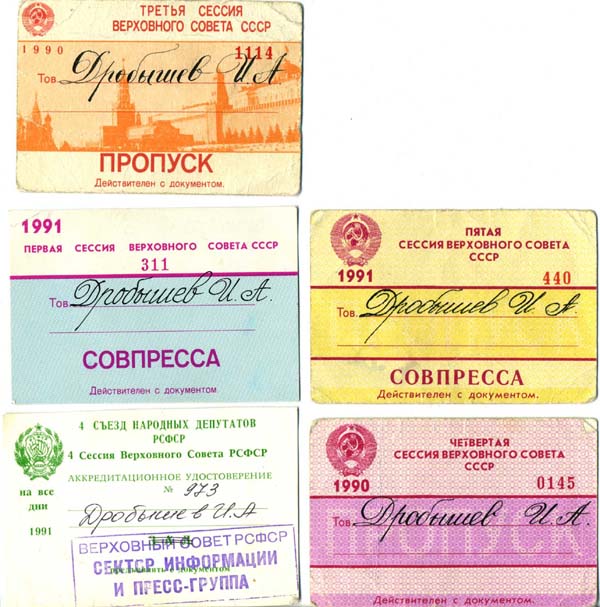 ТРЕТЬЯ СЕССИЯ
ВЕРХОВНОГО СОВЕТА СССР
1990
1114
Тов. Дробышев И. А.
ПРОПУСК
Действителен с документом.
1991
ПЕРВАЯ СЕССИЯ ВЕРХОВНОГО СОВЕТА СССР
311
Тов. Дробышев И. А.
СОВПРЕССА
Действителен с документом
ПЯТАЯ
СЕССИЯ ВЕРХОВНОГО СОВЕТА
СССР
1991
440
Тов. Дробышев И. А.
ПРОПУСК
СОВПРЕССА
Действителен с документом.
4 СЪЕЗД НАРОДНЫХ ДЕПУТАТОВ
РСФСР
4 Сессия Верховного Совета РСФСР
АККРЕДИТАЦИОННОЕ УДОСТОВЕРЕНИЕ
№ 973
на все
дни
1991
Дробышев И А
ВЕРХОВНЫЙ СОВЕТ РСФСР
СЕКТОР ИНФОРМАЦИИ
И ПРЕСС-ГРУППА
с документом
ЧЕТВЕРТАЯ
СЕССИЯ ВЕРХОВНОГО СОВЕТА
СССР
1990
0145
Тов. Дробышев И. А.
ПРОПУСК
Действителен с документом.